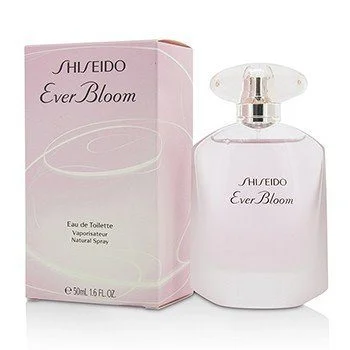 SHISEIDO
Ever Bloom
Eau de Toilette
Vaporisateur
Natural Spray
℮ 50mL 1.6 FL.OZ.
SHISEIDO
Ever Bloom